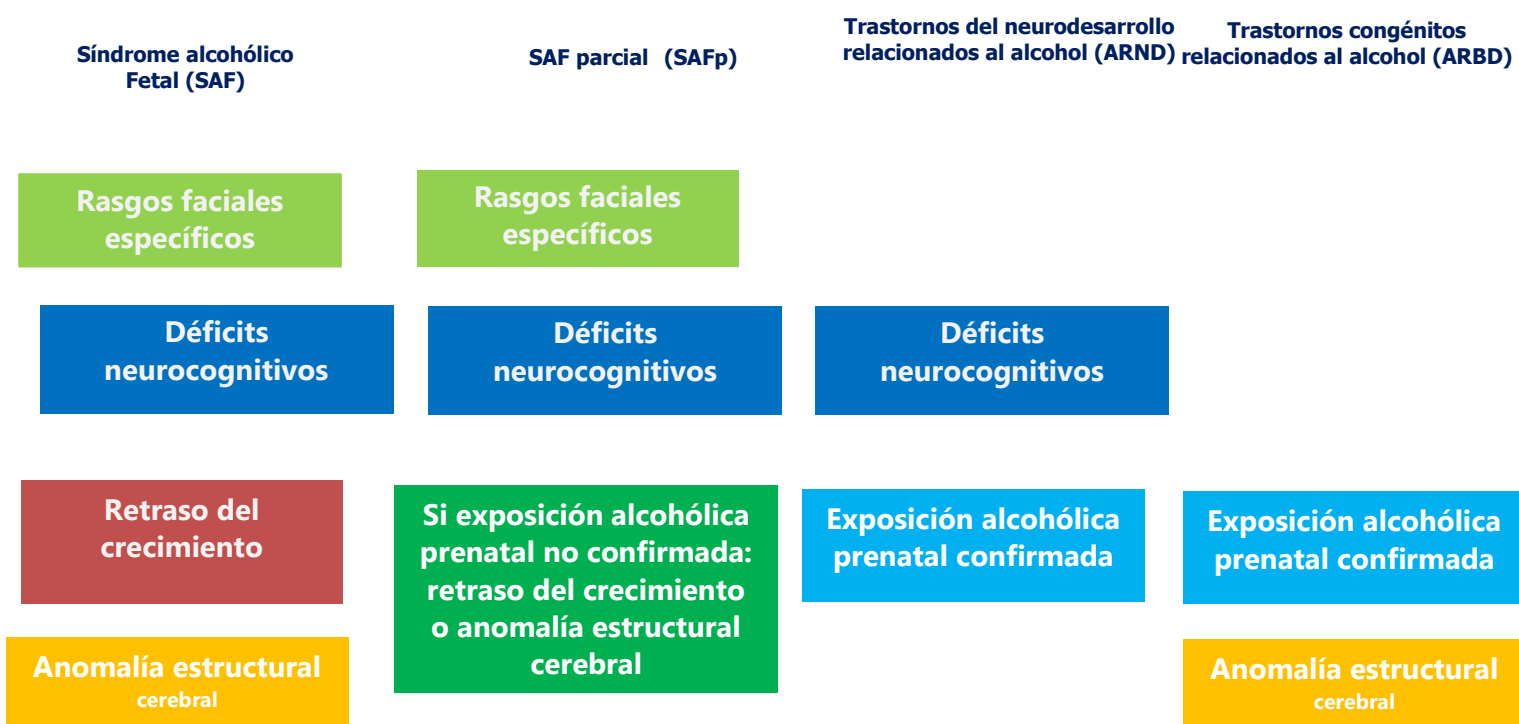 Síndrome alcohólico
Fetal (SAF)
SAF parcial (SAFp)
Trastornos del neurodesarrollo
relacionados al alcohol (ARND)
Trastornos congénitos
relacionados al alcohol (ARBD)
Rasgos faciales
específicos
Rasgos faciales
específicos
Déficits
neurocognitivos
Déficits
neurocognitivos
Déficits
neurocognitivos
Retraso del
crecimiento
Si exposición alcohólica
prenatal no confirmada:
retraso del crecimiento
o anomalía estructural
cerebral
Exposición alcohólica
prenatal confirmada
Exposición alcohólica
prenatal confirmada
Anomalía estructural
cerebral
Anomalía estructural
cerebral